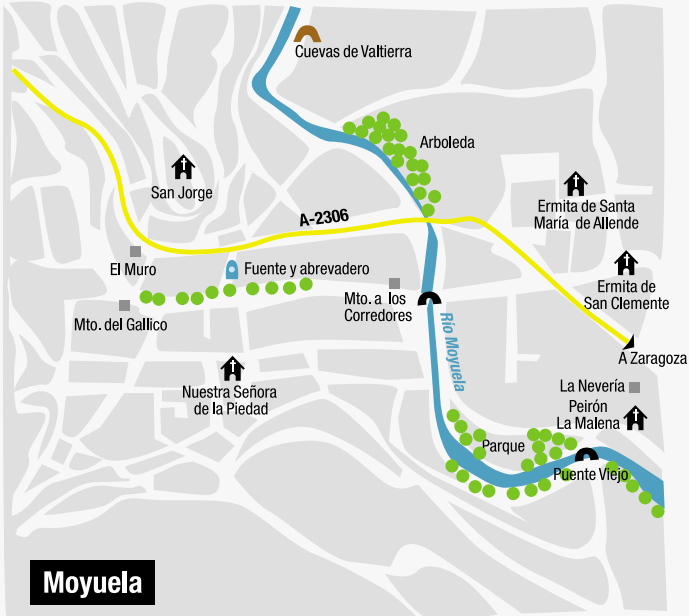 Cuevas de Valtierra
Arboleda
San Jorge
Ermita de Santa
María de Allende
A-2306
El Muro
Fuente y abrevadero
Ermita de
San Clemente
Mto. a los
Corredores
Mto. del Gallico
Río Moyuela
A Zaragoza
Nuestra Señora
de la Piedad
La Nevería
Peirón
La Malena
Parque
Puente Viejo
Moyuela